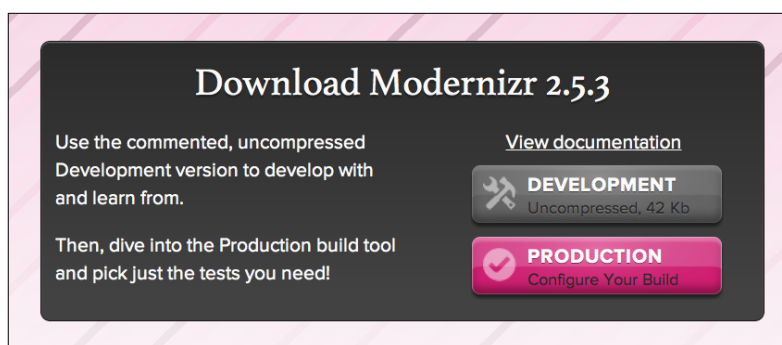 Download Modernizr 2.5.3
Use the commented, uncompressed
Development version to develop with
and learn from.
Then, dive into the Production build tool
and pick just the tests you need!
View documentation
DEVELOPMENT
Uncompressed, 42 Kb
PRODUCTION
Configure Your Build